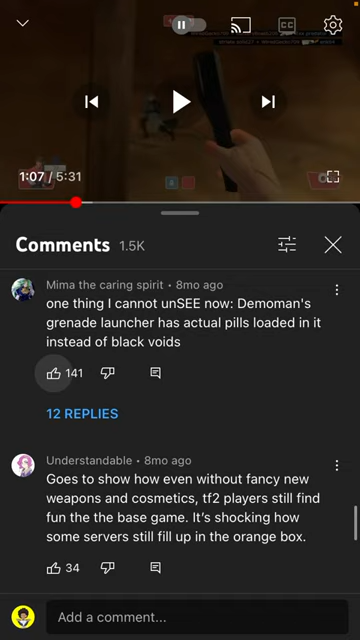 CC
1:07 / 5:31
Comments 1.5K
Mima the caring spirit • 8mo ago
one thing I cannot unSEE now: Demoman's
grenade launcher has actual pills loaded in it
instead of black voids
141
12 REPLIES
Understandable • 8mo ago
Goes to show how even without fancy new
weapons and cosmetics, tf2 players still find
fun the the base game. It's shocking how
some servers still fill up in the orange box.
34
Add a comment...